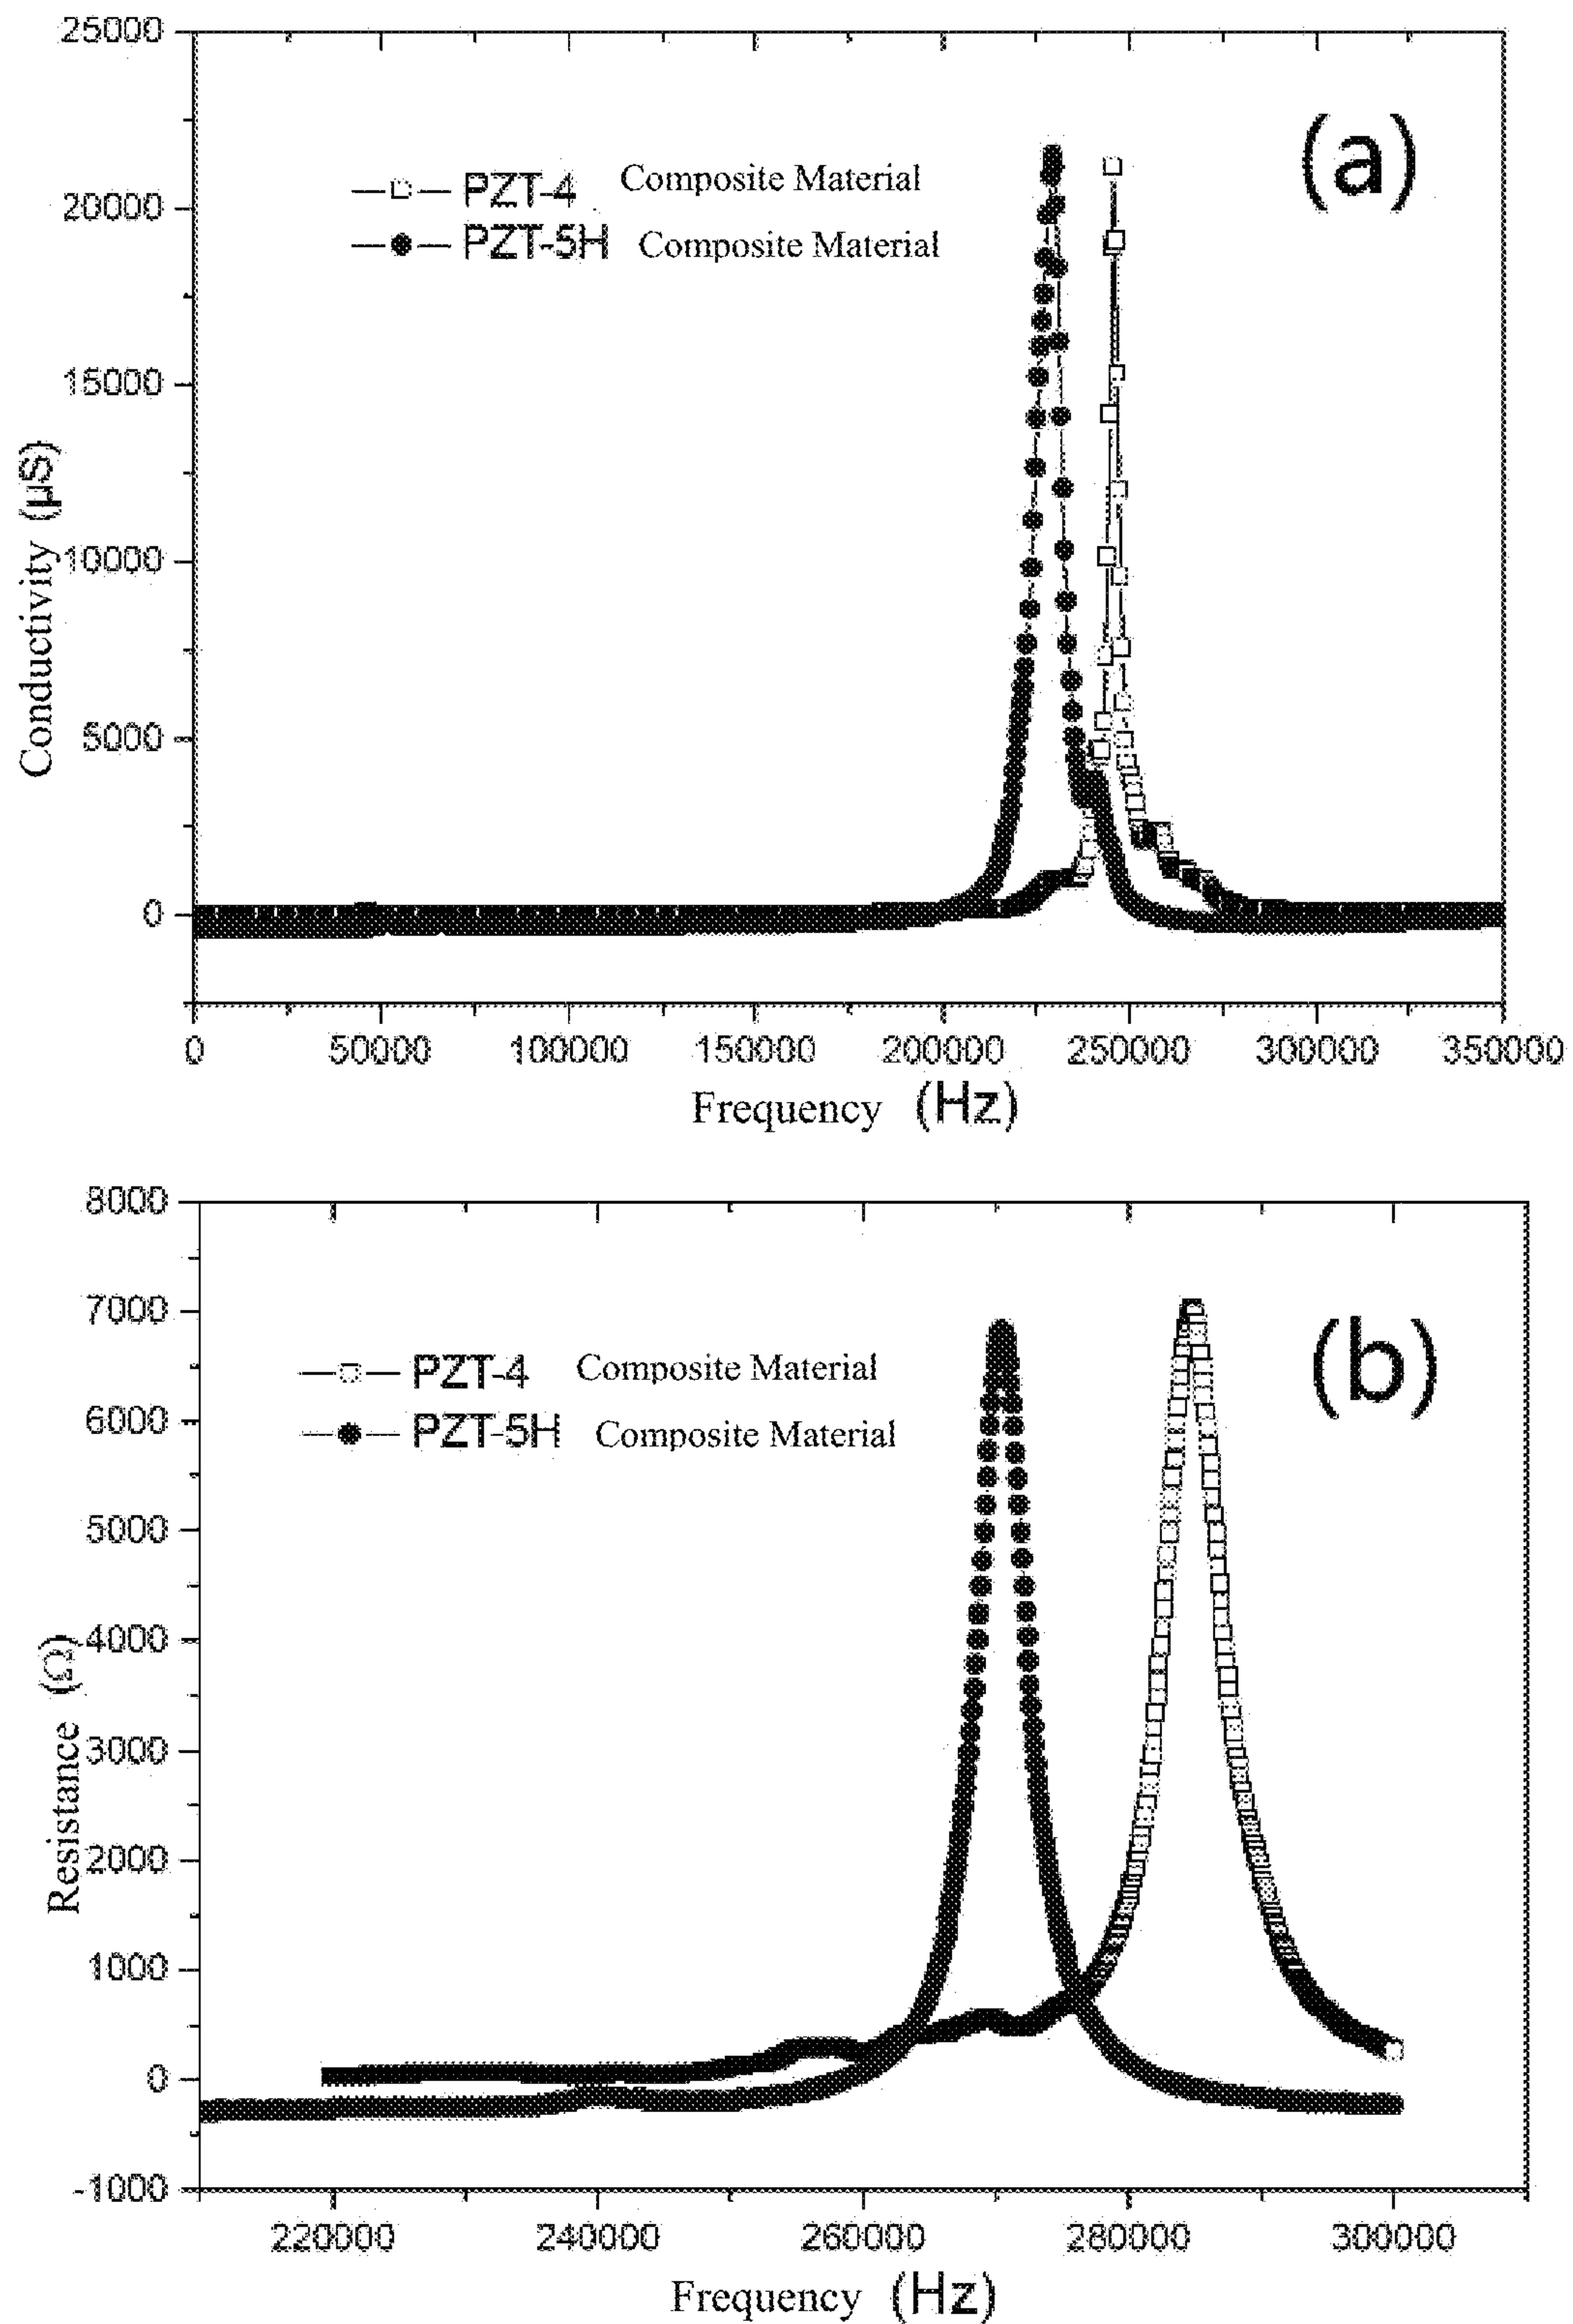 25000
(a)
—□— PZT-4 Composite Material
20000
—●— PZT-5H Composite Material
15000
Conductivity (µS)
10000
5000
0
0 50000 100000 150000 200000 250000 300000 350000
Frequency (Hz)
8000
7000
(b)
—□— PZT-4 Composite Material
6000
—●— PZT-5H Composite Material
5000
4000
Resistance (Ω)
3000
2000
1000
0
-1000
220000 240000 260000 280000 300000
Frequency (Hz)